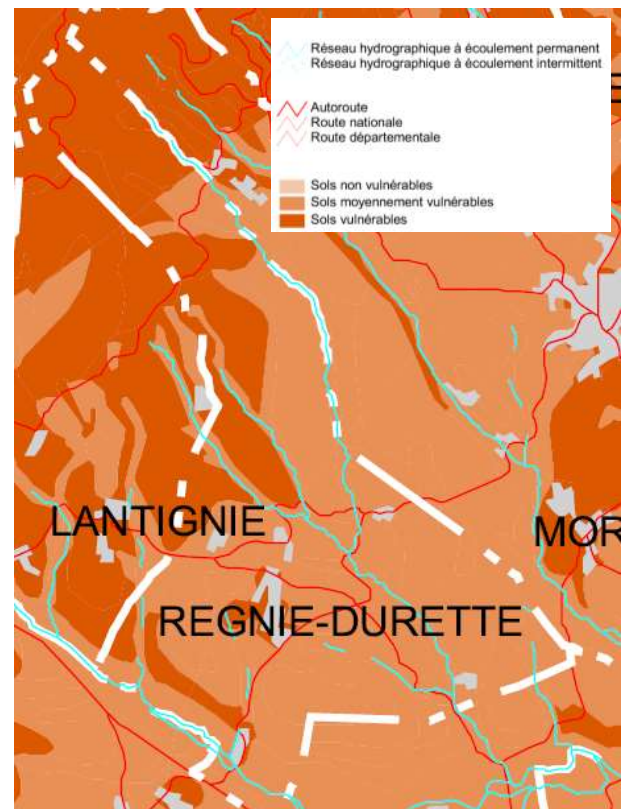 Réseau hydrographique à écoulement permanent
Réseau hydrographique à écoulement intermittent
Autoroute
Route nationale
Route départementale
Sols non vulnérables
Sols moyennement vulnérables
Sols vulnérables
LANTIGNIE
MOR
REGNIE-DURETTE